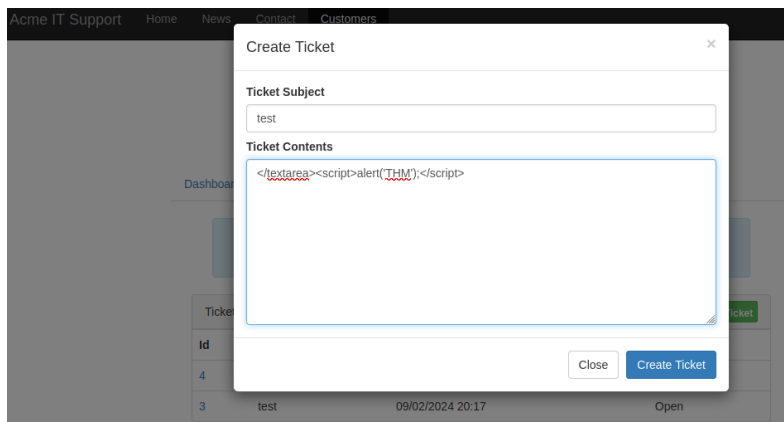 Acme IT Support Home News Contact Customers
Create Ticket ×
Ticket Subject
test
Ticket Contents
</textarea><script>alert('THM');</script>
Dashboar
Ticke icket
Id
4
Close Create Ticket
3 test 09/02/2024 20:17 Open